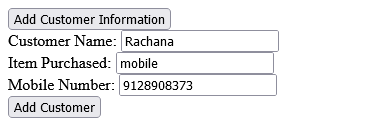 Add Customer Information
Customer Name: Rachana
Item Purchased: mobile
Mobile Number: 9128908373
Add Customer